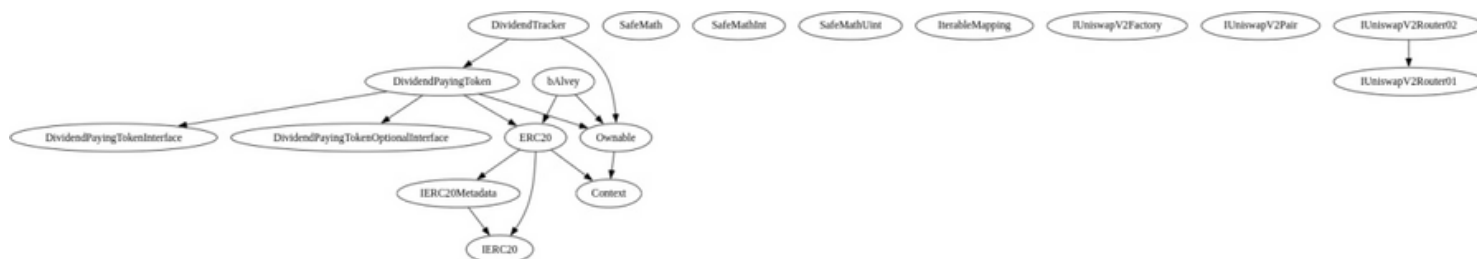 DividendTracker SafeMath SafeMathInt SafeMathUint IterableMapping IUniswapV2Factory IUniswapV2Pair IUniswapV2Router02
DividendPayingToken bAlvey IUniswapV2Router01
DividendPayingTokenInterface DividendPayingTokenOptionalInterface ERC20 Ownable
IERC20Metadata Context
IERC20